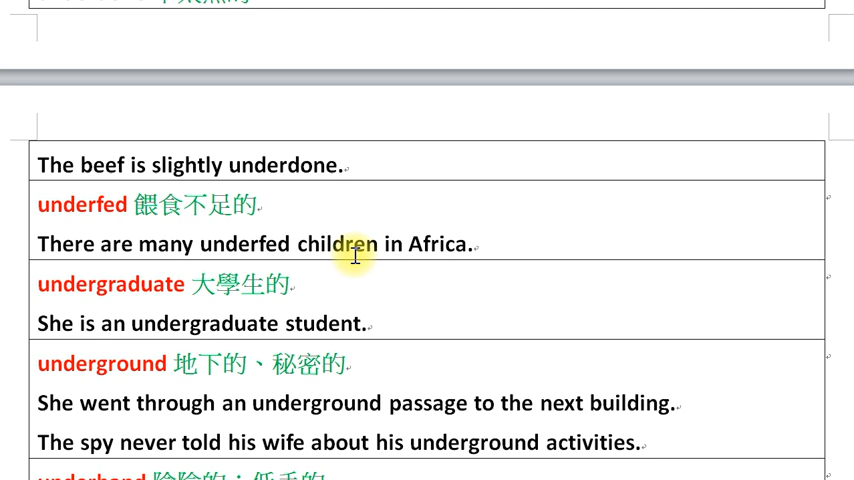 The beef is slightly underdone.
underfed 餵食不足的
There are many underfed children in Africa.
undergraduate 大學生的
She is an undergraduate student.
underground 地下的、秘密的
She went through an underground passage to the next building.
The spy never told his wife about his underground activities.
underhand